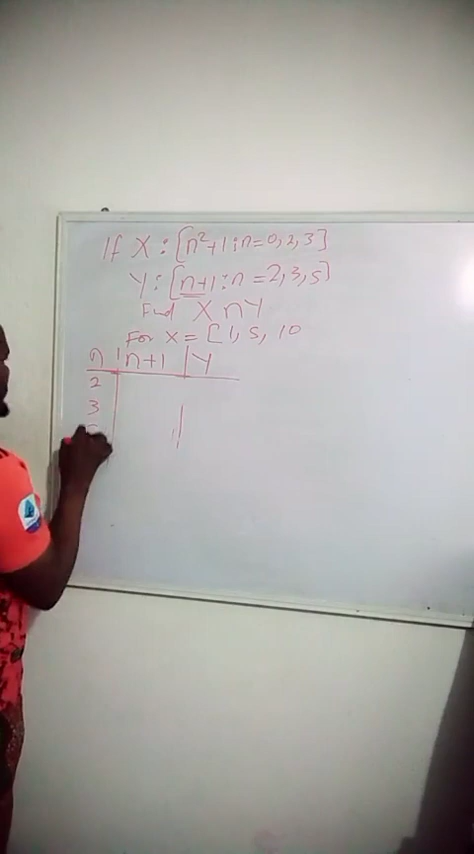 If X : {n²+1 : n=0,2,3}
Y : {n+1 : n=2,3,5}
Find X ∩ Y
For X = [1, 5, 10
n | n+1 | Y
2
3